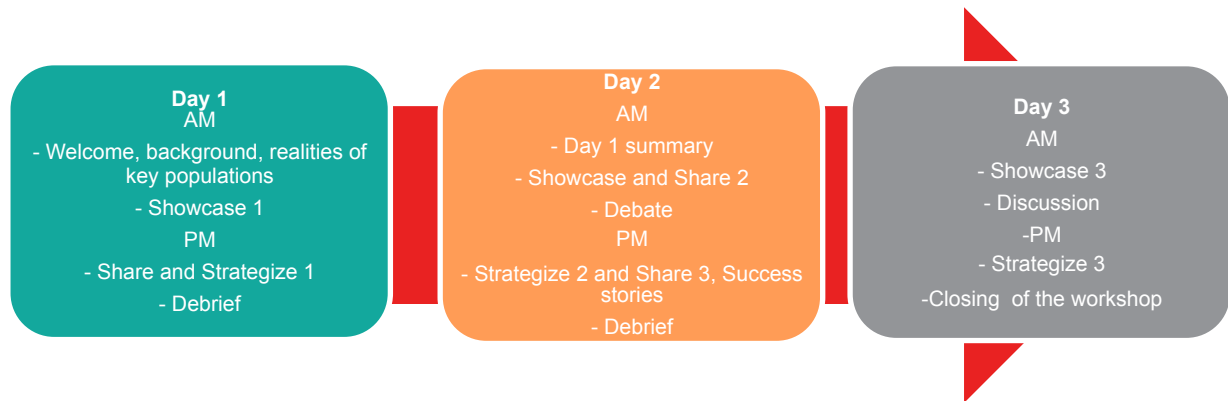 Day 1
AM
- Welcome, background, realities of
key populations
- Showcase 1
PM
- Share and Strategize 1
- Debrief
Day 2
AM
- Day 1 summary
- Showcase and Share 2
- Debate
PM
- Strategize 2 and Share 3, Success
stories
- Debrief
Day 3
AM
- Showcase 3
- Discussion
-PM
- Strategize 3
-Closing of the workshop